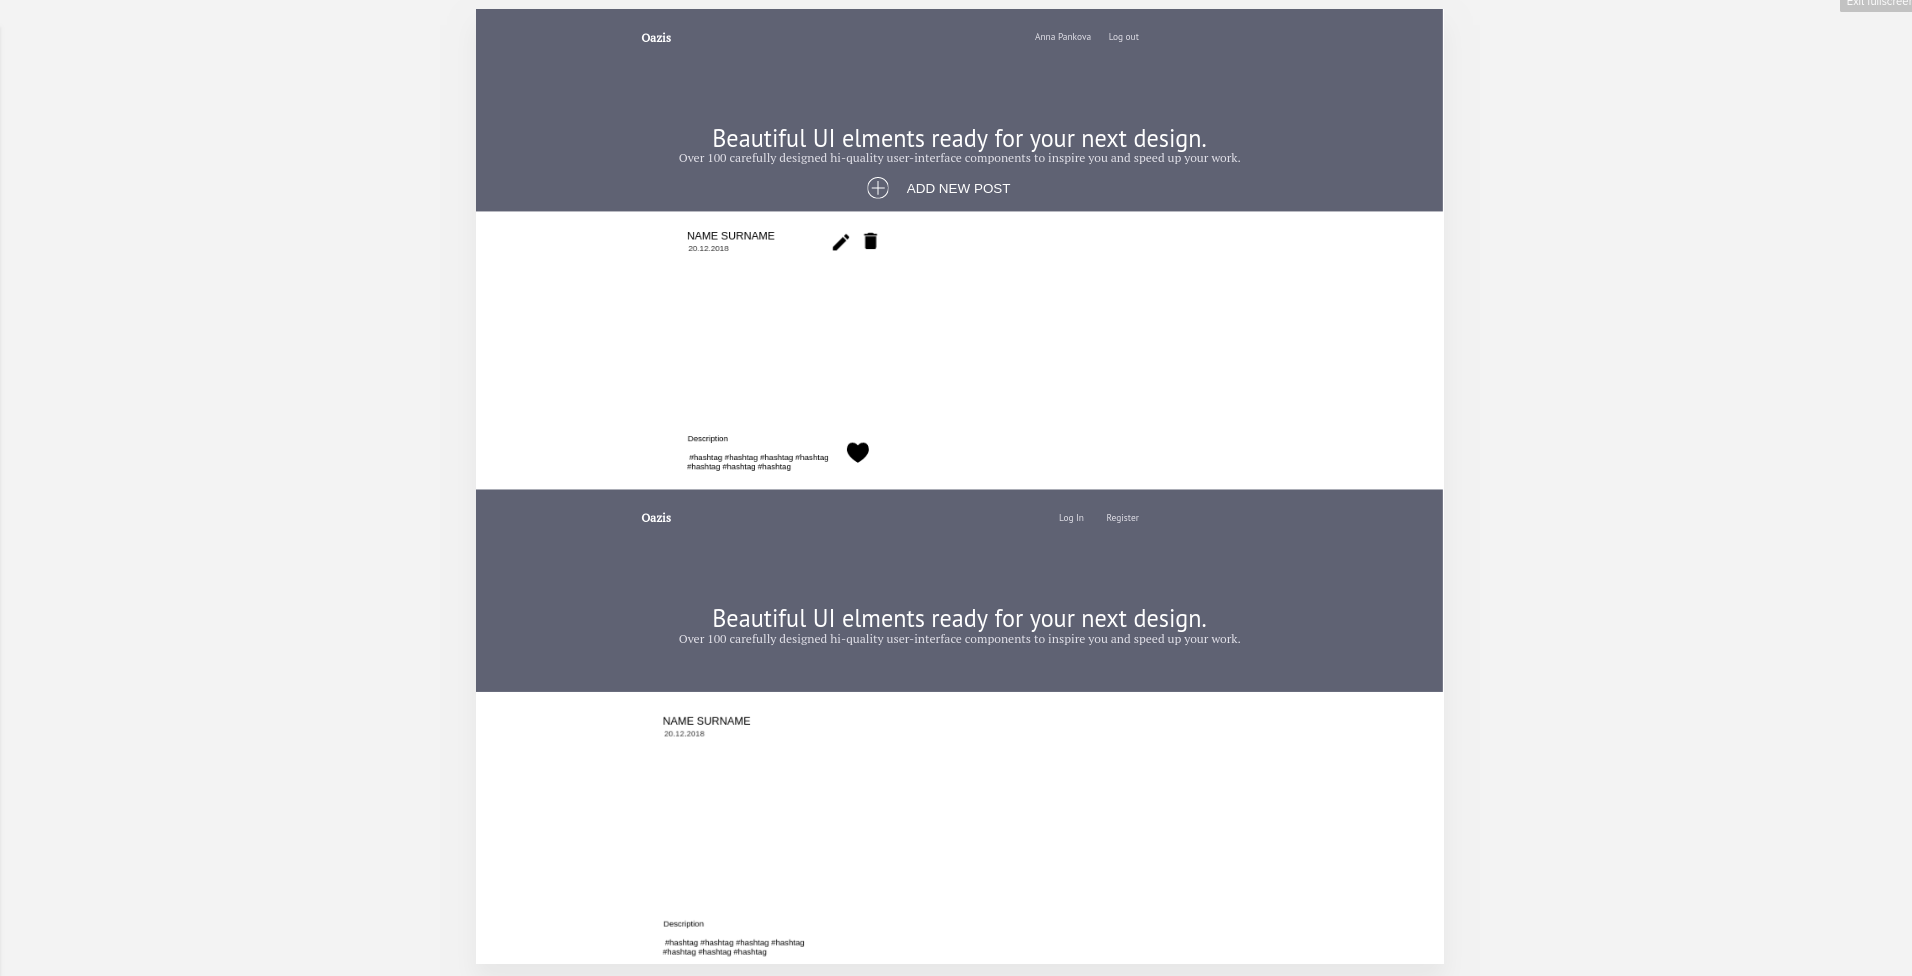 Exit fullscreen
Oazis
Anna Pankova Log out
Beautiful UI elments ready for your next design.
Over 100 carefully designed hi-quality user-interface components to inspire you and speed up your work.
ADD NEW POST
NAME SURNAME
20.12.2018
Description
#hashtag #hashtag #hashtag #hashtag
#hashtag #hashtag #hashtag
Oazis
Log In Register
Beautiful UI elments ready for your next design.
Over 100 carefully designed hi-quality user-interface components to inspire you and speed up your work.
NAME SURNAME
20.12.2018
Description
#hashtag #hashtag #hashtag #hashtag
#hashtag #hashtag #hashtag